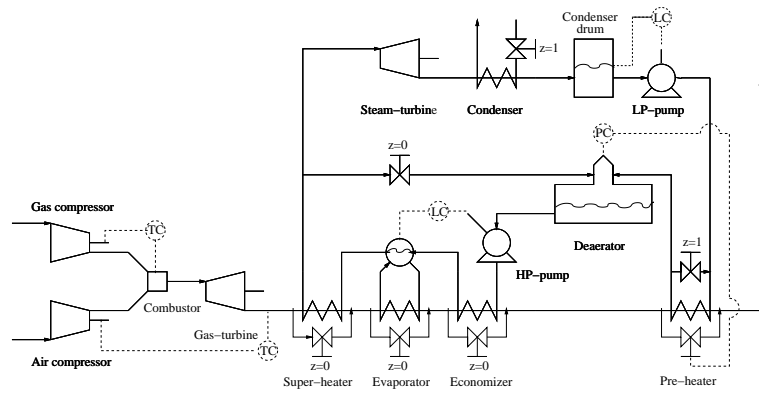 Condenser
drum
LC
z=1
Steam-turbine
Condenser
LP-pump
PC
z=0
Gas compressor
TC
LC
Deaerator
z=1
HP-pump
Combustor
Gas-turbine
TC
Air compressor
z=0
z=0
z=0
Super-heater
Evaporator
Economizer
Pre-heater